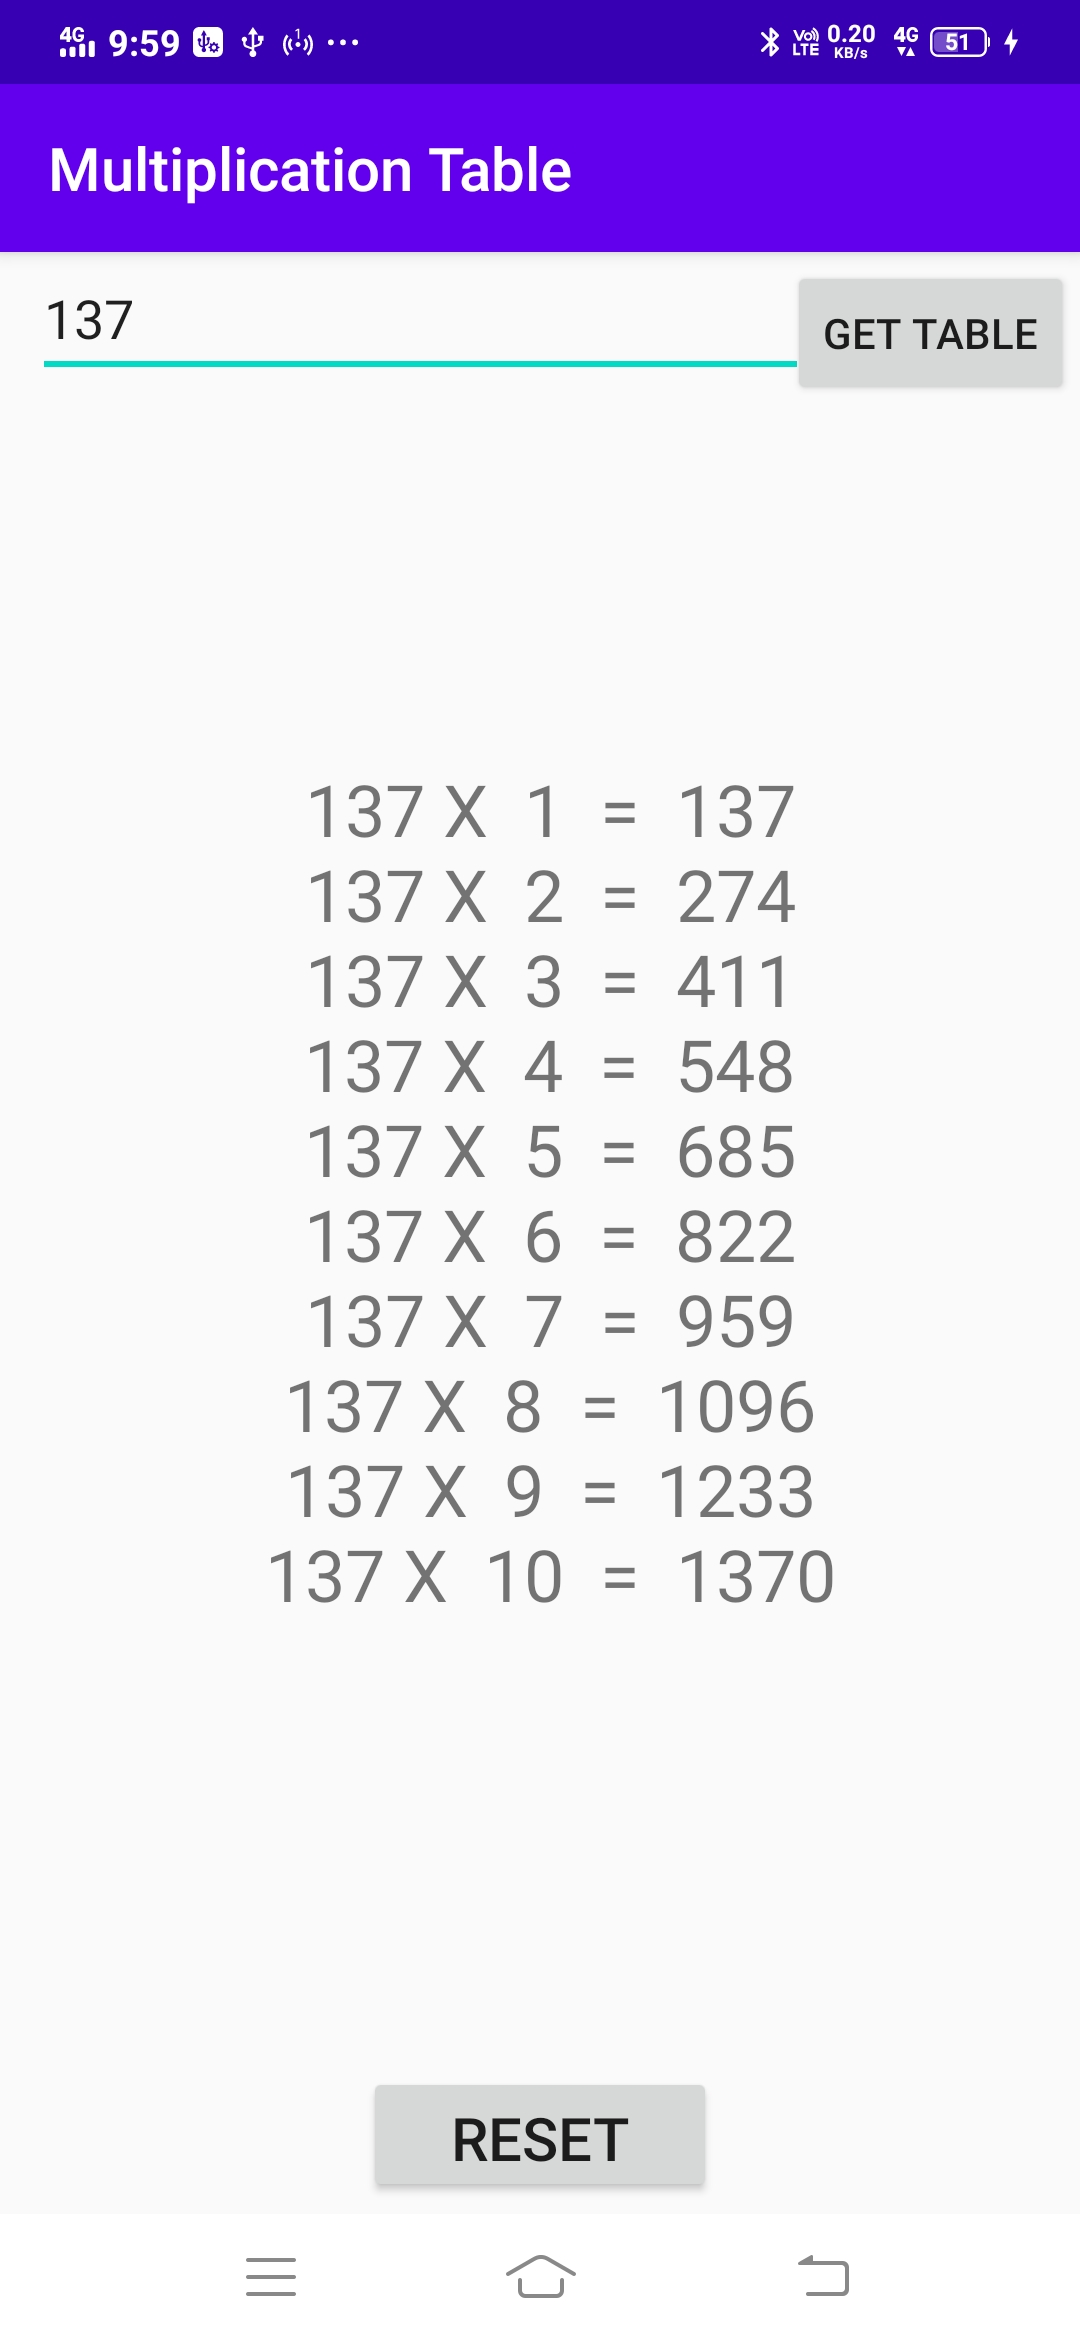 4G 9:59 VoLTE 0.20 KB/s 4G 51
Multiplication Table
137
GET TABLE
137 X 1 = 137
137 X 2 = 274
137 X 3 = 411
137 X 4 = 548
137 X 5 = 685
137 X 6 = 822
137 X 7 = 959
137 X 8 = 1096
137 X 9 = 1233
137 X 10 = 1370
RESET